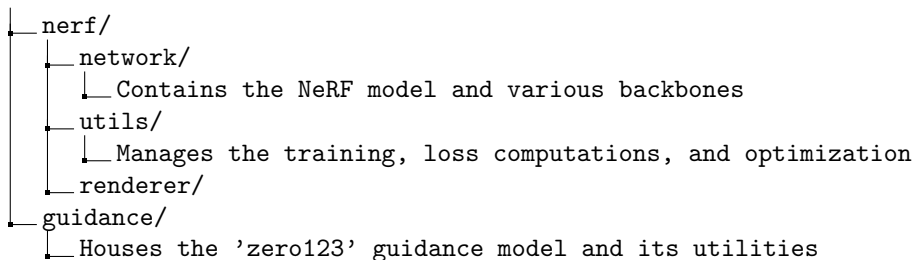 nerf/
network/
Contains the NeRF model and various backbones
utils/
Manages the training, loss computations, and optimization
renderer/
guidance/
Houses the ’zero123’ guidance model and its utilities